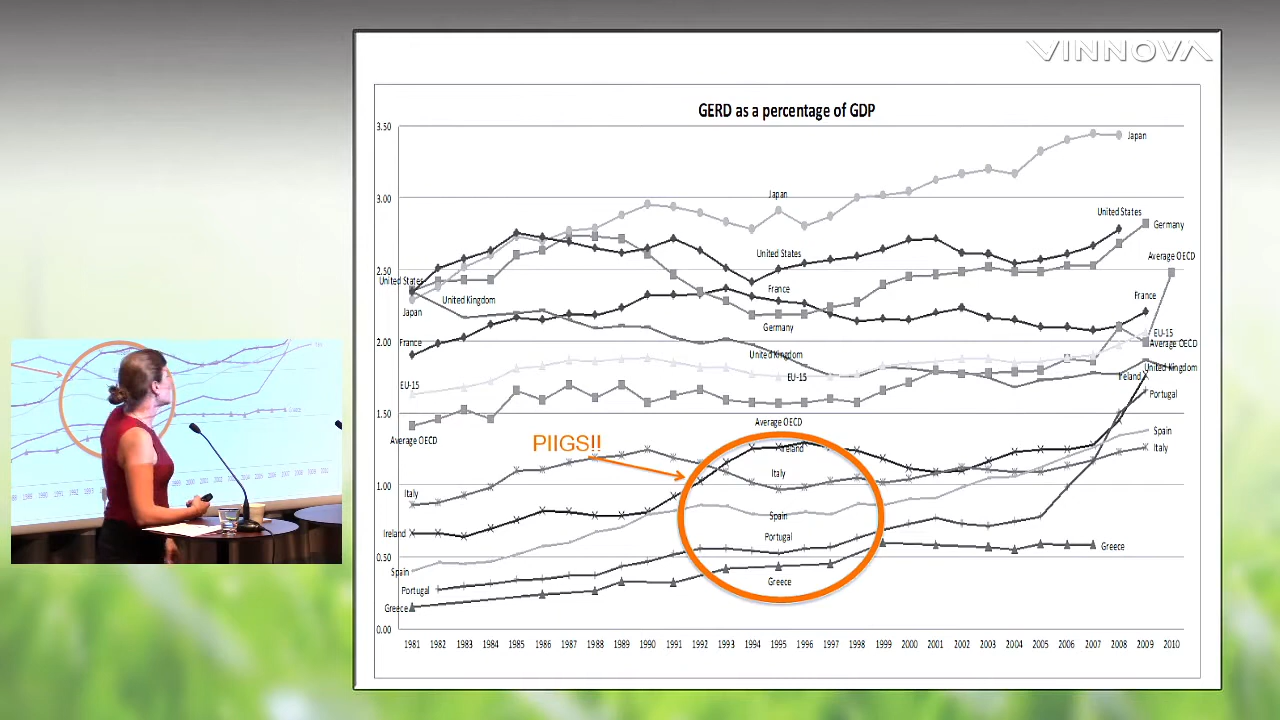 VINNOVA
GERD as a percentage of GDP
3.50
3.00
2.50
2.00
1.50
1.00
0.50
0.00
Japan
Japan
United States
United States
Germany
Average OECD
United States
United Kingdom
France
France
Japan
Germany
EU-15
Average OECD
France
United Kingdom
United Kingdom
EU-15
Ireland
EU-15
Portugal
Average OECD
Average OECD
Spain
PIIGS!!
Ireland
Italy
Italy
Italy
Spain
Ireland
Portugal
Greece
Spain
Greece
Portugal
Greece
1981 1982 1983 1984 1985 1986 1987 1988 1989 1990 1991 1992 1993 1994 1995 1996 1997 1998 1999 2000 2001 2002 2003 2004 2005 2006 2007 2008 2009 2010